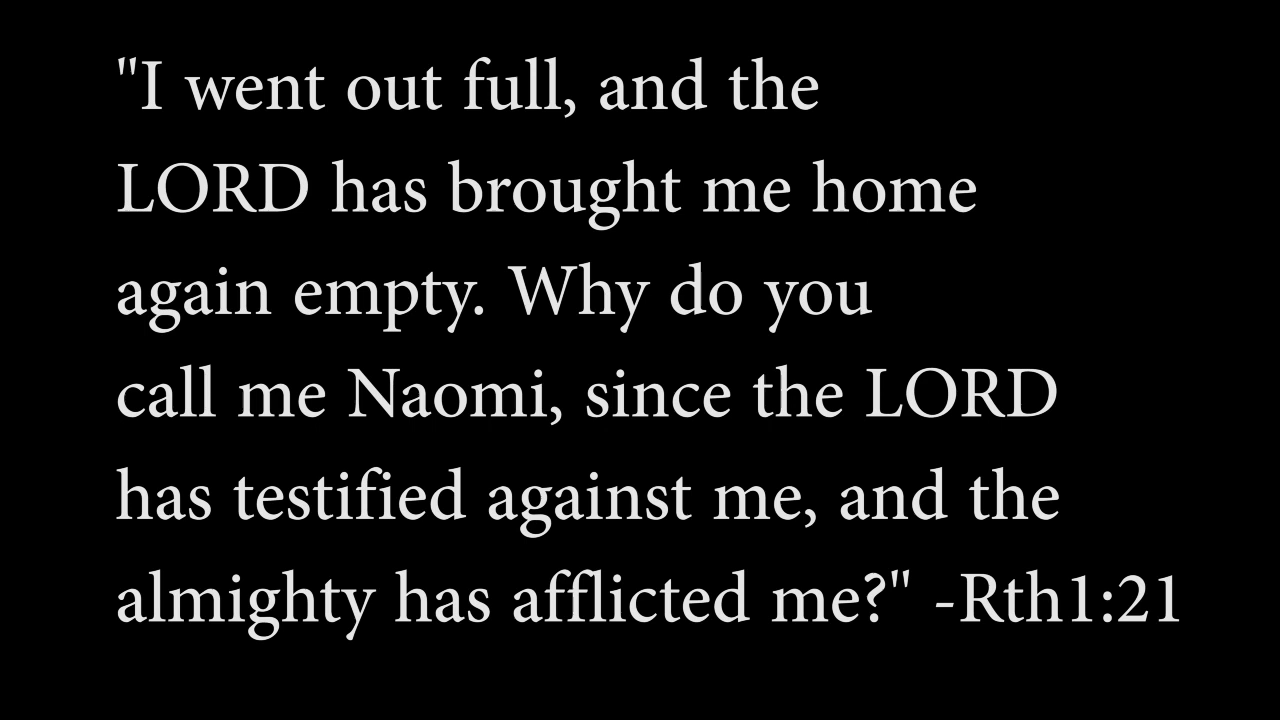 "I went out full, and the
LORD has brought me home
again empty. Why do you
call me Naomi, since the LORD
has testified against me, and the
almighty has afflicted me?" -Rth1:21